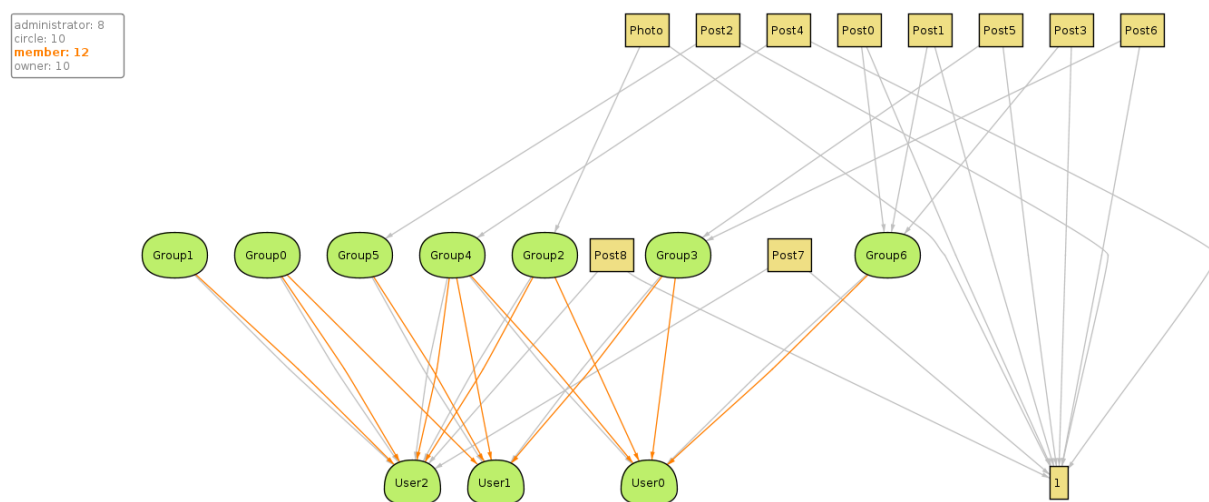 administrator: 8
circle: 10
member: 12
owner: 10
Photo
Post2
Post4
Post0
Post1
Post5
Post3
Post6
Group1
Group0
Group5
Group4
Group2
Post8
Group3
Post7
Group6
User2
User1
User0
1